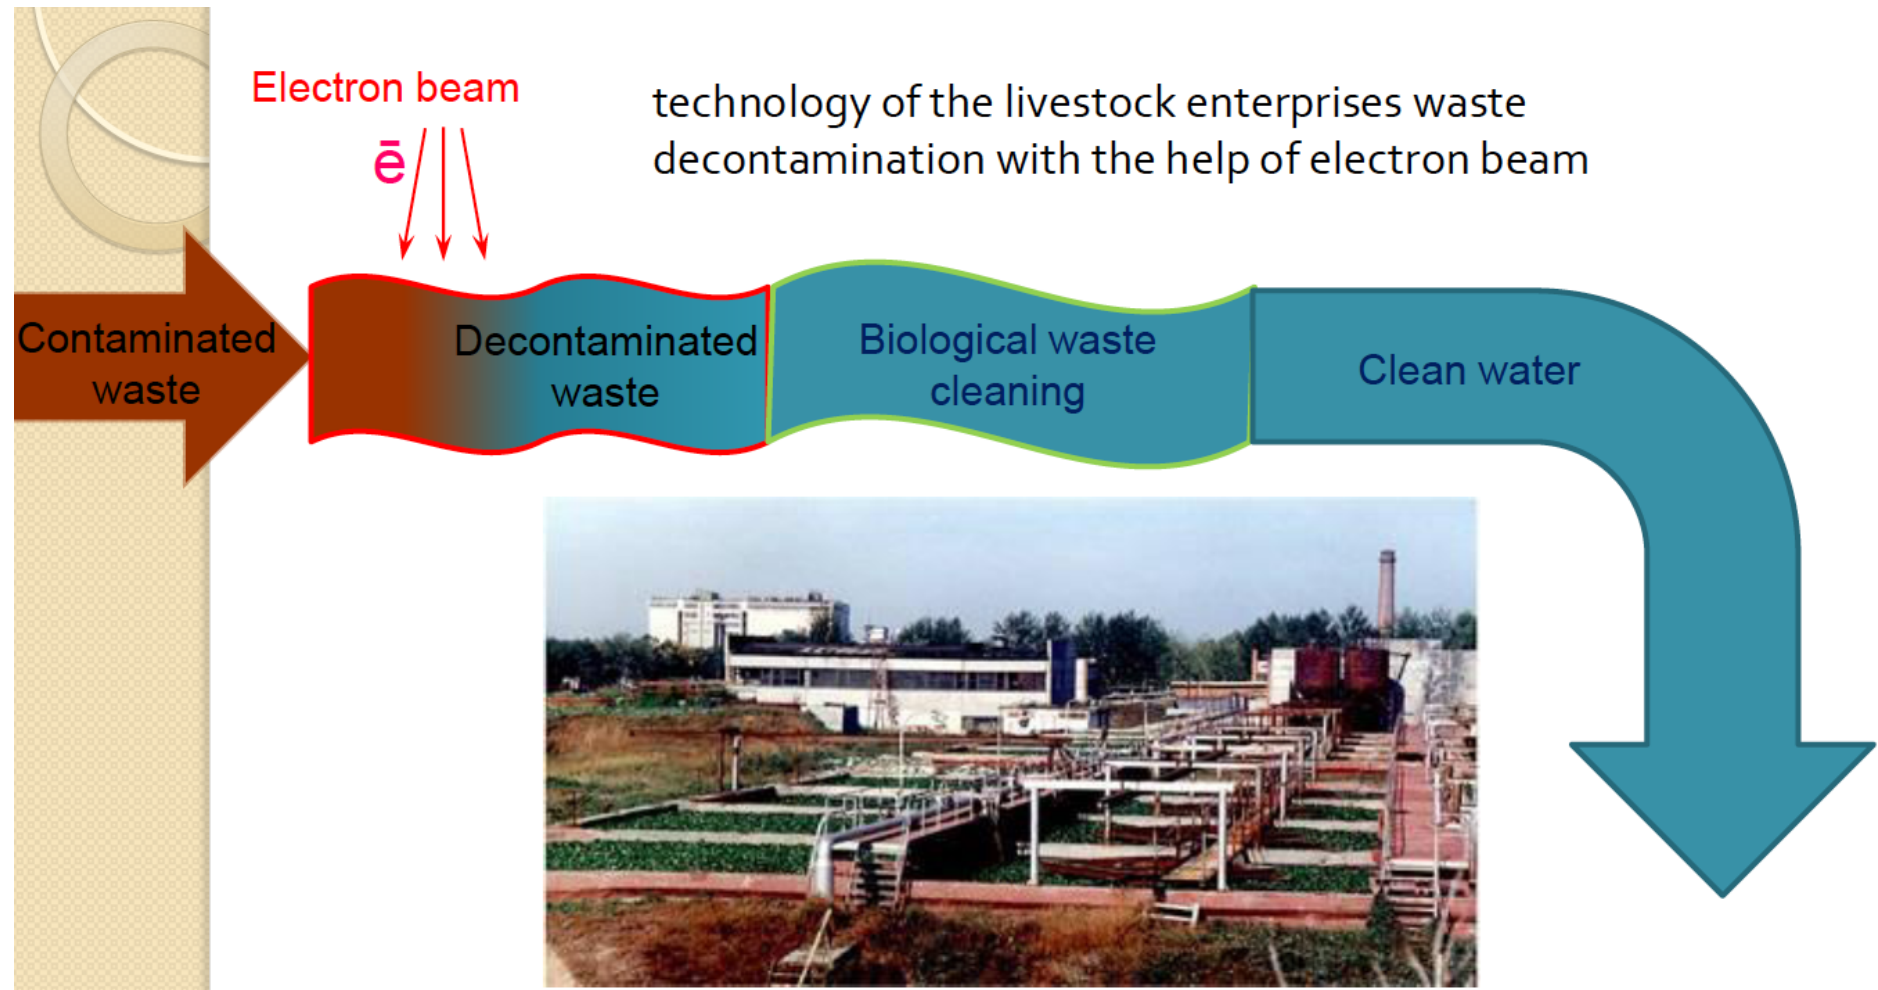 Electron beam
ē
technology of the livestock enterprises waste
decontamination with the help of electron beam
Contaminated
waste
Decontaminated
waste
Biological waste
cleaning
Clean water